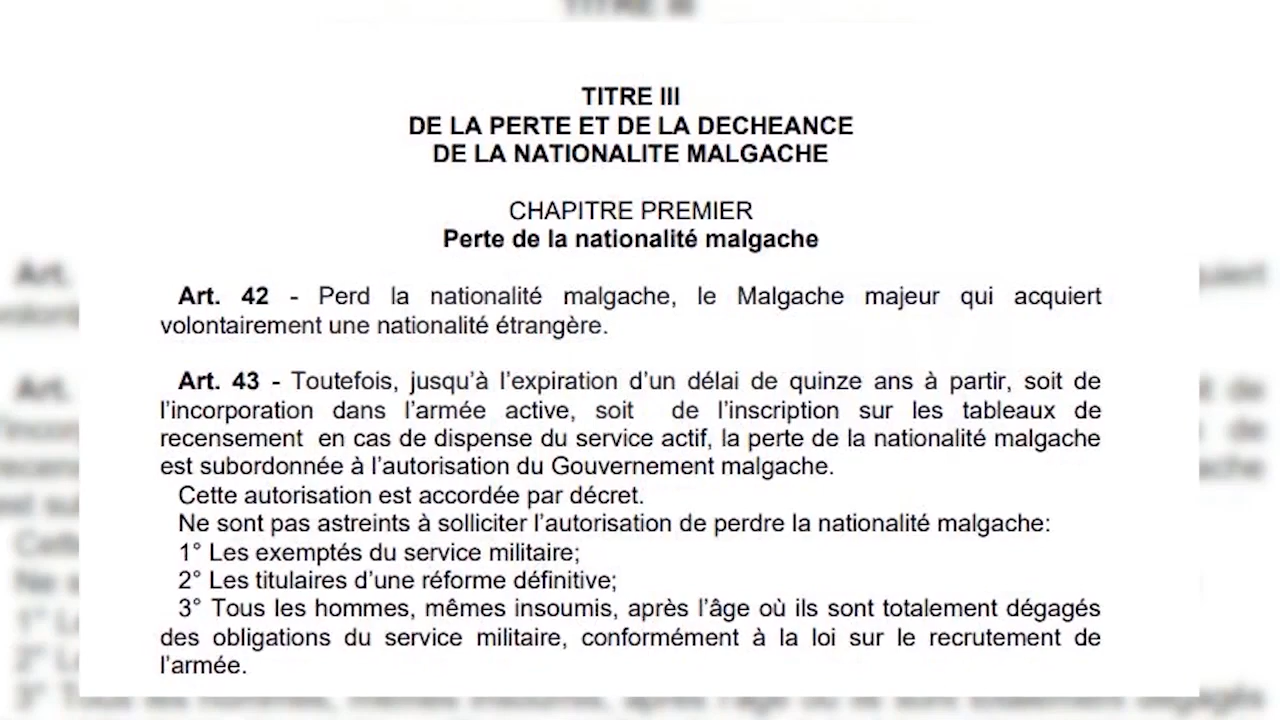 TITRE III
TITRE III
DE LA PERTE ET DE LA DECHEANCE
DE LA NATIONALITE MALGACHE
CHAPITRE PREMIER
Perte de la nationalité malgache
Art. 42 - Perd la nationalité malgache, le Malgache majeur qui acquiert
volontairement une nationalité étrangère.
Art. 43 - Toutefois, jusqu’à l’expiration d’un délai de quinze ans à partir, soit de
l’incorporation dans l’armée active, soit de l’inscription sur les tableaux de
recensement en cas de dispense du service actif, la perte de la nationalité malgache
est subordonnée à l’autorisation du Gouvernement malgache.
Cette autorisation est accordée par décret.
Ne sont pas astreints à solliciter l’autorisation de perdre la nationalité malgache:
1° Les exemptés du service militaire;
2° Les titulaires d’une réforme définitive;
3° Tous les hommes, mêmes insoumis, après l’âge où ils sont totalement dégagés
des obligations du service militaire, conformément à la loi sur le recrutement de
l’armée.